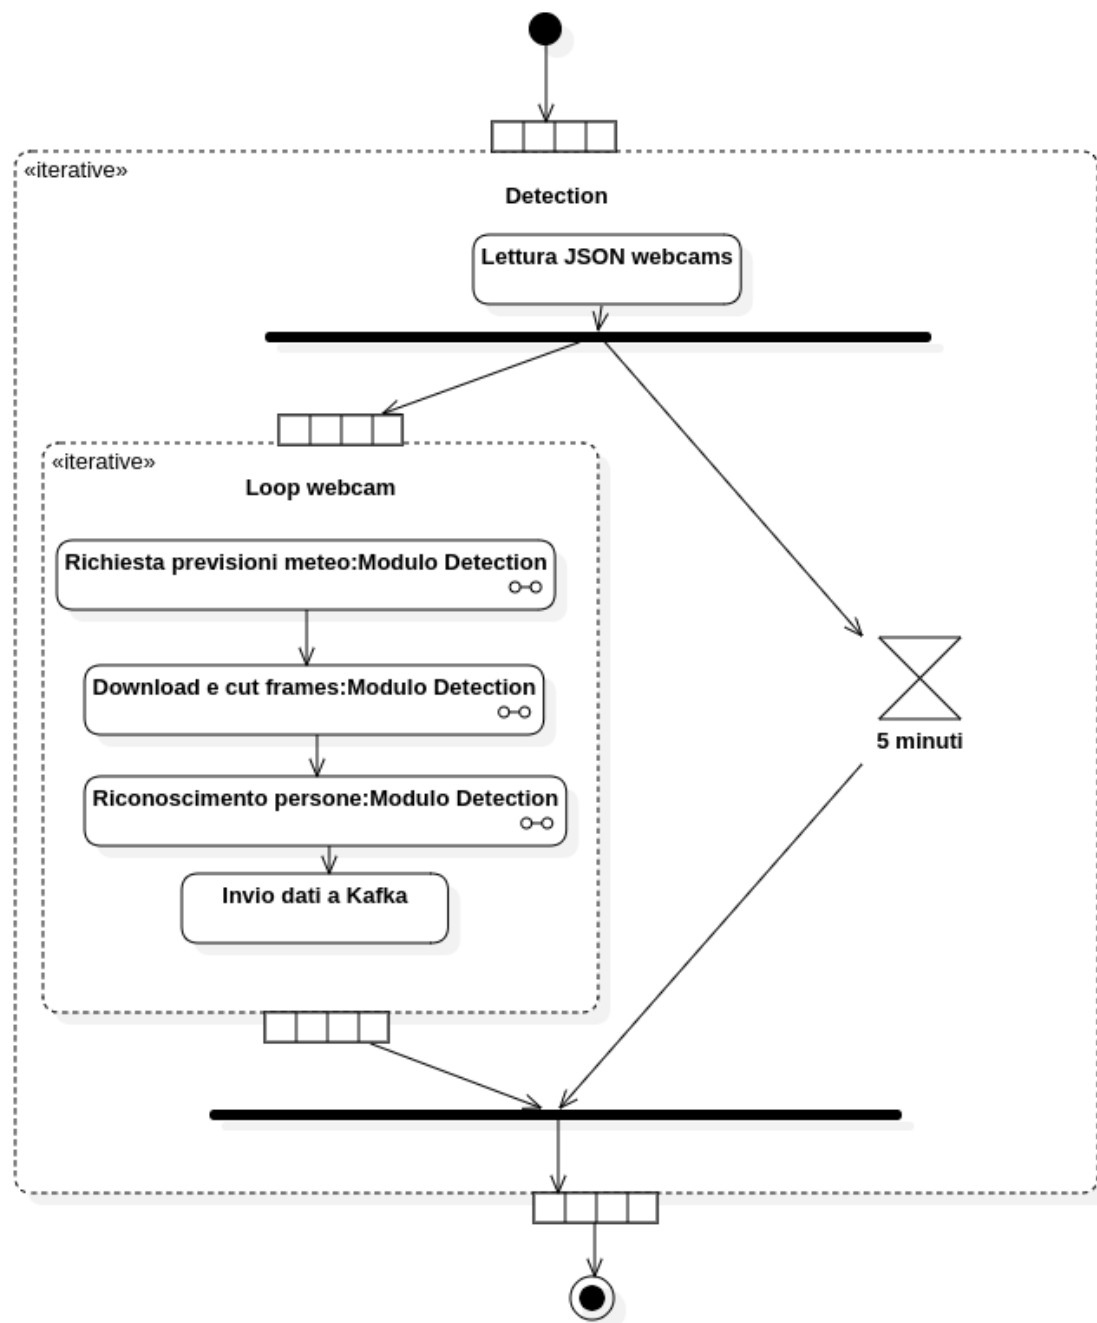 «iterative»
Detection
Lettura JSON webcams
«iterative»
Loop webcam
Richiesta previsioni meteo:Modulo Detection
Download e cut frames:Modulo Detection
Riconoscimento persone:Modulo Detection
Invio dati a Kafka
5 minuti